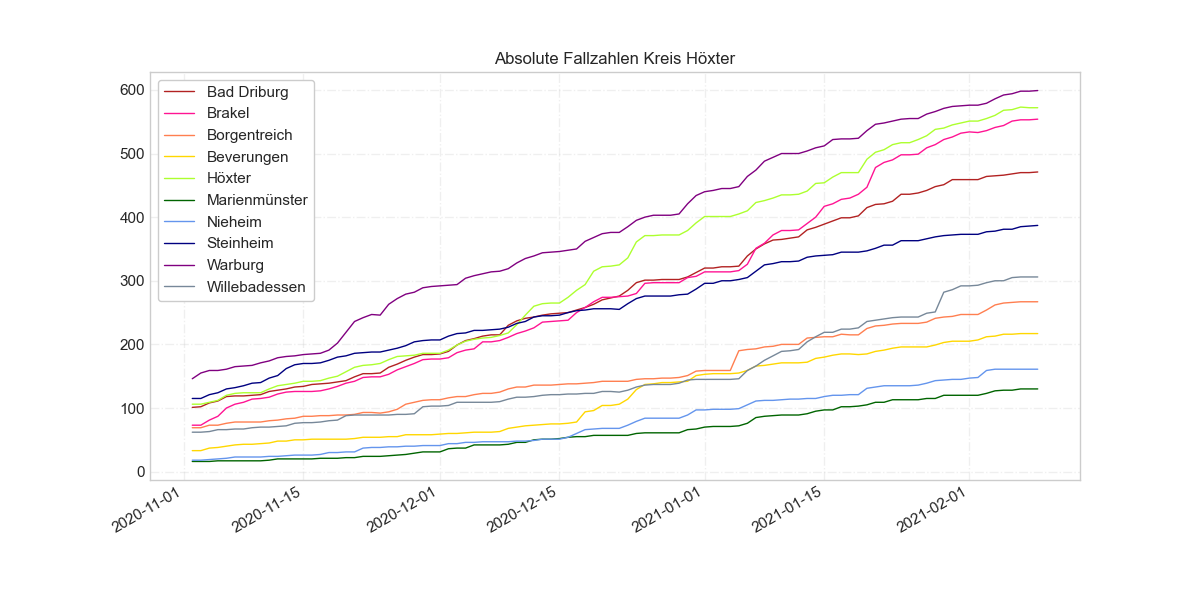 Absolute Fallzahlen Kreis Höxter
600
500
400
300
200
100
0
Bad Driburg
Brakel
Borgentreich
Beverungen
Höxter
Marienmünster
Nieheim
Steinheim
Warburg
Willebadessen
2020-11-01
2020-11-15
2020-12-01
2020-12-15
2021-01-01
2021-01-15
2021-02-01